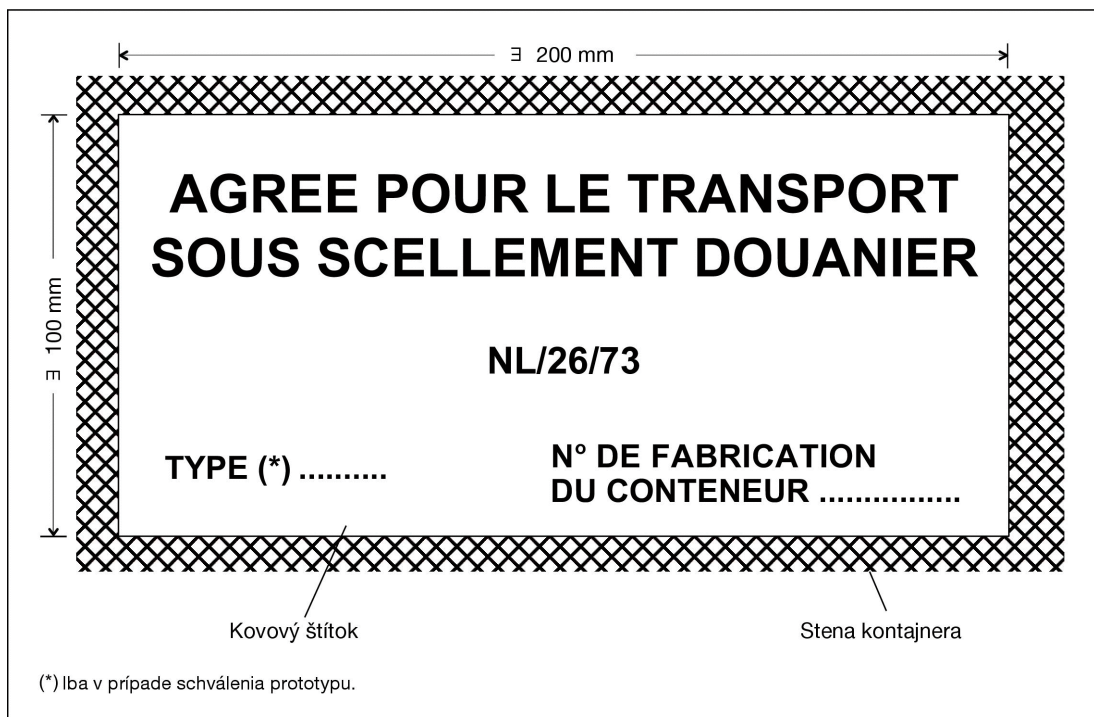 ∃ 200 mm
∃ 100 mm
AGREE POUR LE TRANSPORT
SOUS SCELLEMENT DOUANIER
NL/26/73
TYPE (*) ..........
Nº DE FABRICATION
DU CONTENEUR ................
Kovový štítok
Stena kontajnera
(*) Iba v prípade schválenia prototypu.